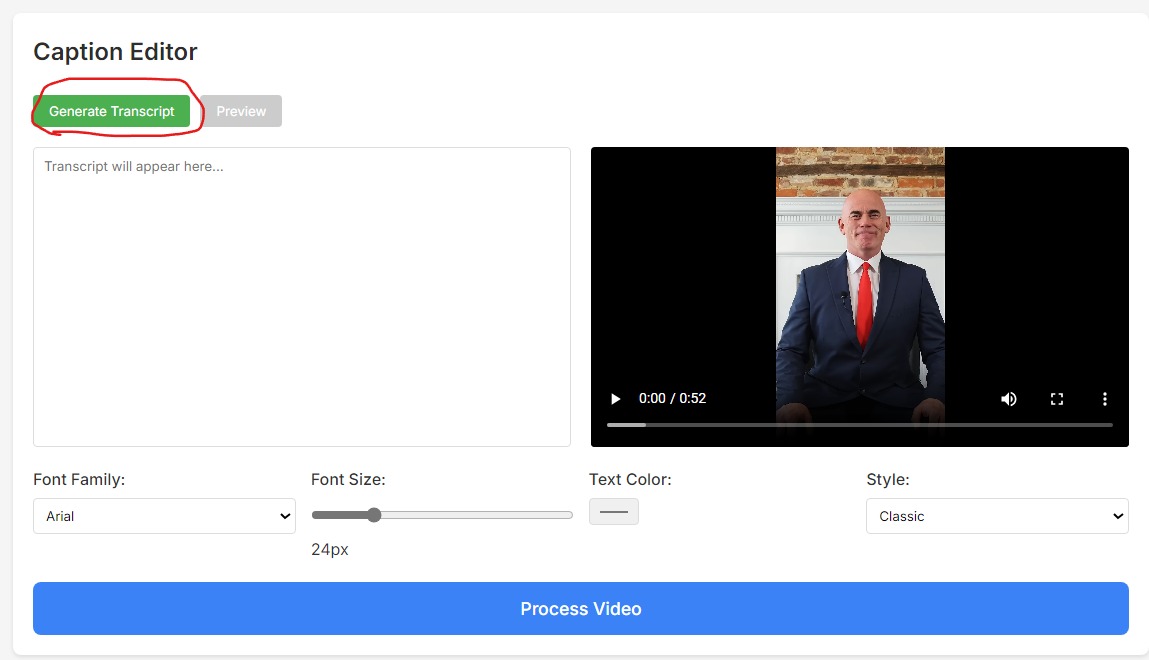 Caption Editor
Generate Transcript Preview
Transcript will appear here...
0:00 / 0:52
Font Family: Font Size: Text Color: Style:
Arial Classic
24px
Process Video